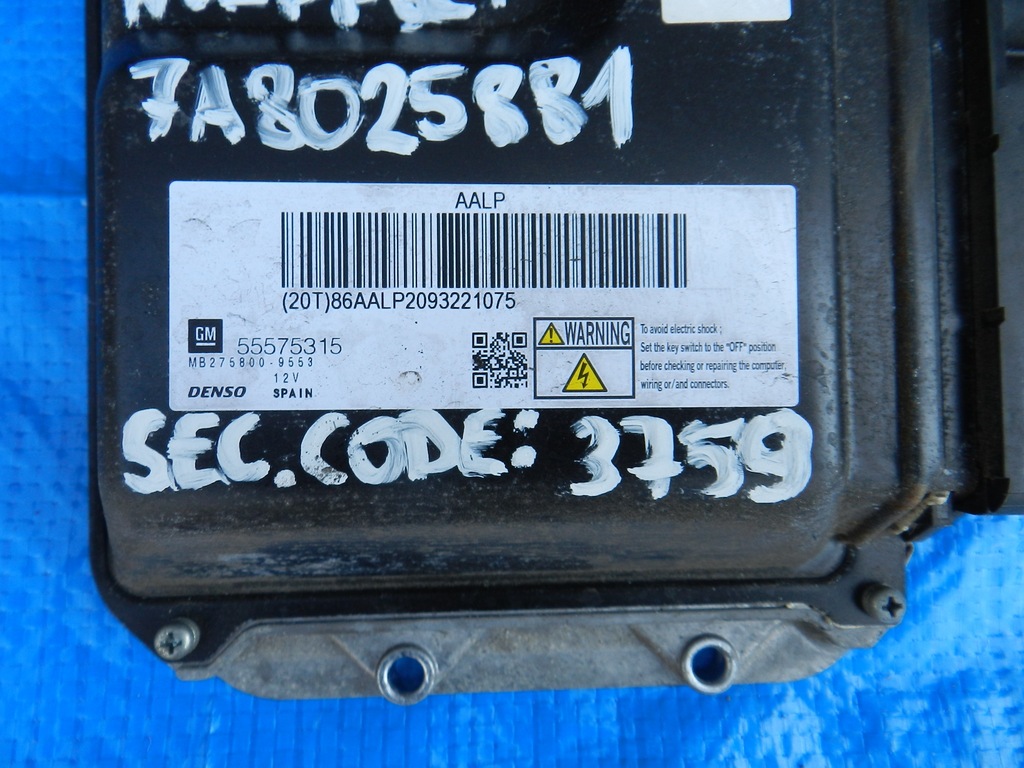 7A8025881
AALP
(20T)86AALP2093221075
GM 55575315
MB275800-9553
12V
DENSO SPAIN
WARNING
To avoid electric shock ;
Set the key switch to the "OFF" position
before checking or repairing the computer,
wiring or/and connectors.
SEC.CODE: 3759